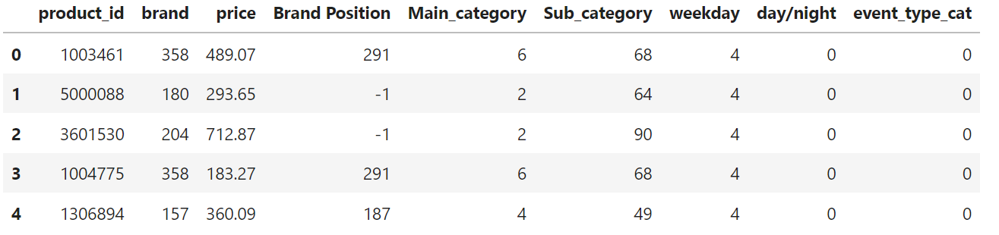 product_id brand price Brand Position Main_category Sub_category weekday day/night event_type_cat
0 1003461 358 489.07 291 6 68 4 0 0
1 5000088 180 293.65 -1 2 64 4 0 0
2 3601530 204 712.87 -1 2 90 4 0 0
3 1004775 358 183.27 291 6 68 4 0 0
4 1306894 157 360.09 187 4 49 4 0 0